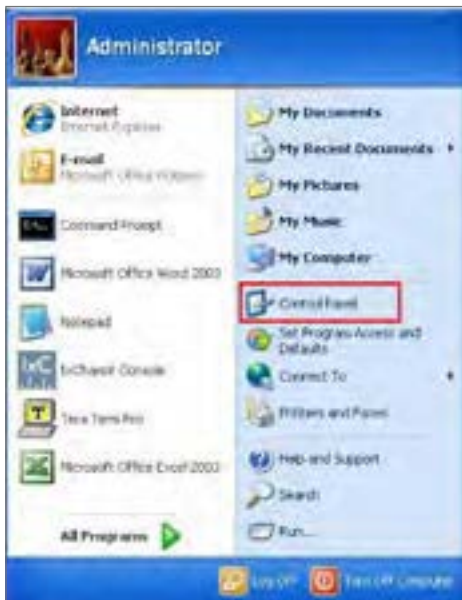 Administrator
Internet
Internet Explorer
E-mail
Microsoft Office Outlook
Command Prompt
Microsoft Office Word 2003
Notepad
Console
Tera Term Pro
Microsoft Office Excel 2003
All Programs
My Documents
My Recent Documents
My Pictures
My Music
My Computer
Control Panel
Set Program Access and
Defaults
Connect To
Printers and Faxes
Help and Support
Search
Run...
Log Off
Turn Off Computer